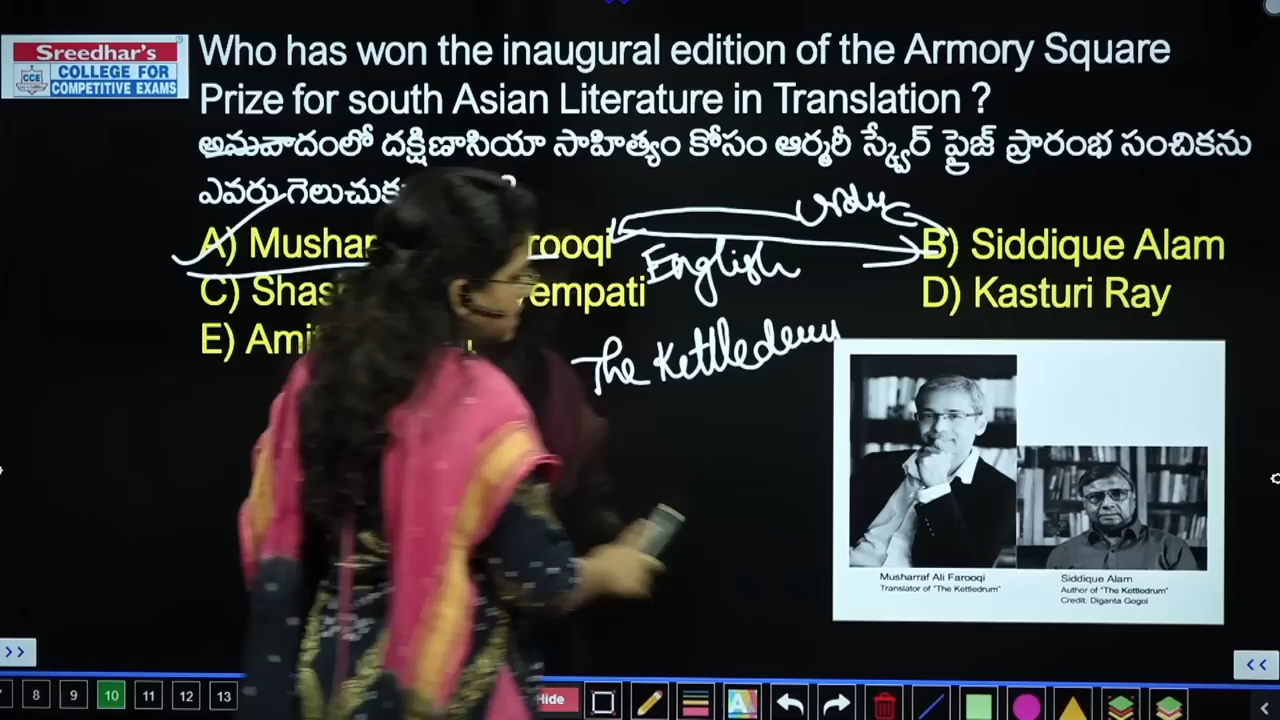 Sreedhar's
CCE
COLLEGE FOR
COMPETITIVE EXAMS
Who has won the inaugural edition of the Armory Square
Prize for south Asian Literature in Translation ?
అనువాదంలో దక్షిణాసియా సాహిత్యం కోసం ఆర్మరీ స్క్వేర్ ప్రైజ్ ప్రారంభ సంచికను
ఎవరు గెలుచుకు
Urdu
A) Mushar rooqi
B) Siddique Alam
English
C) Shas empati
D) Kasturi Ray
E) Ami
The Kettledrum
Musharraf Ali Farooqi
Translator of "The Kettledrum"
Siddique Alam
Author of "The Kettledrum"
Credit: Diganta Gogoi
>>
<<
8 9 10 11 12 13
Hide